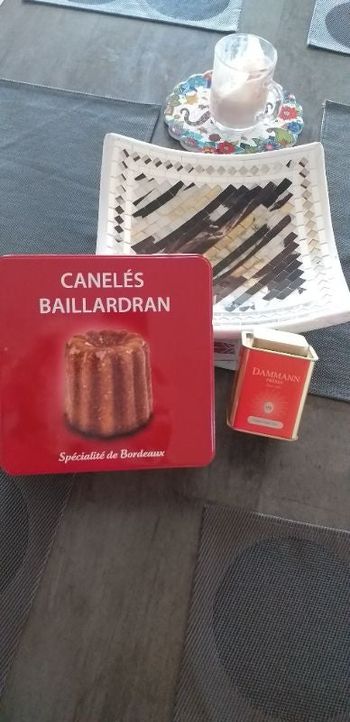 CANELÉS
BAILLARDRAN
Spécialité de Bordeaux
DAMMANN
FRÈRES